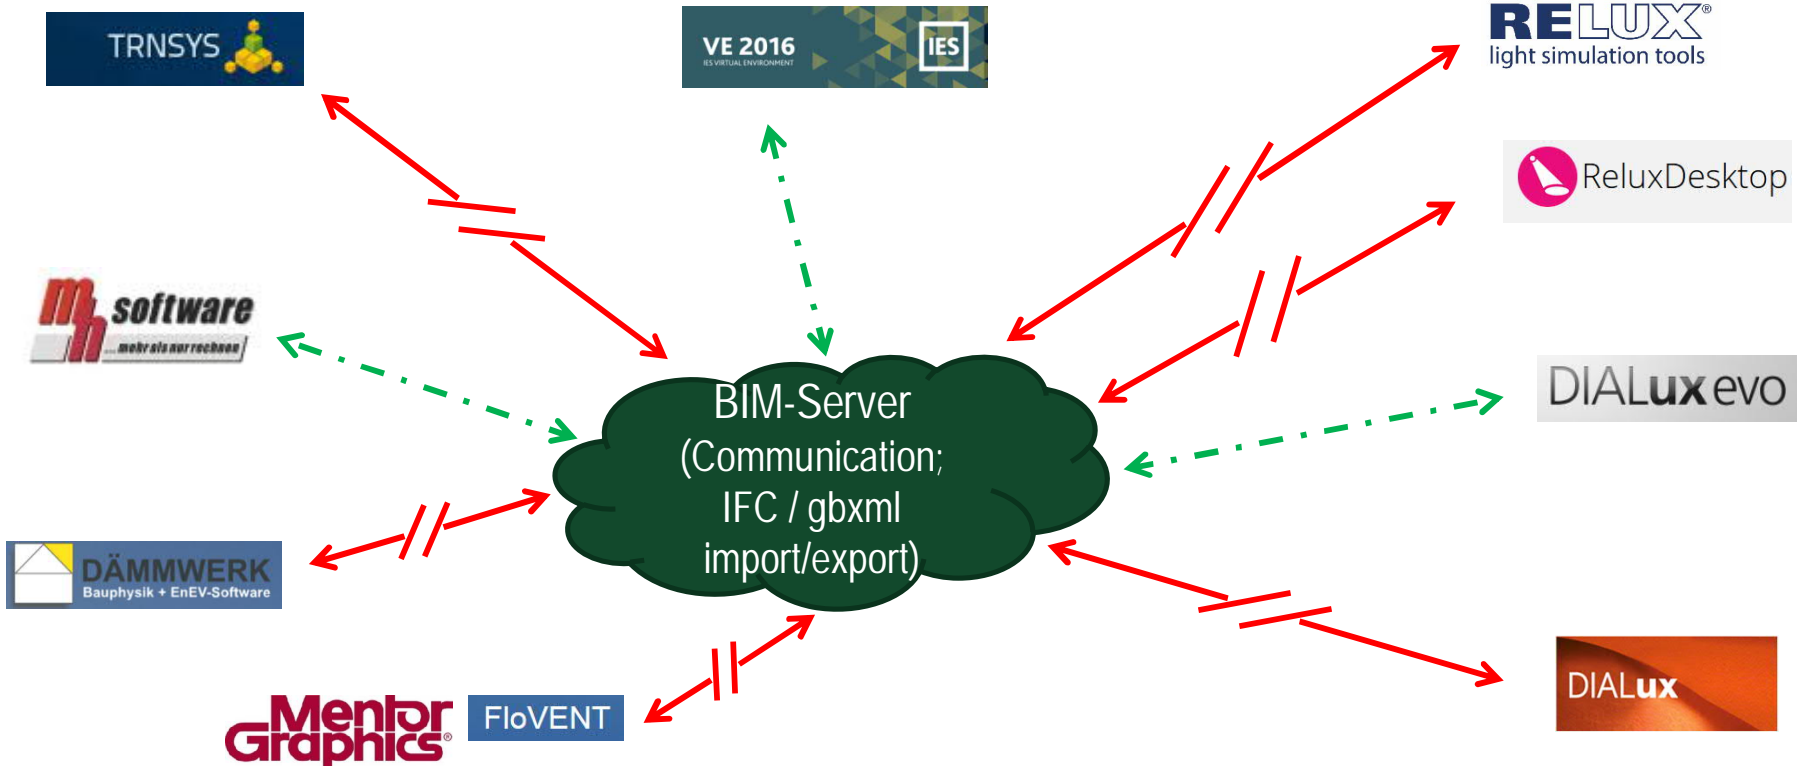 TRNSYS
VE 2016
IES VIRTUAL ENVIRONMENT
IES
RELUX®
light simulation tools
ReluxDesktop
mh software
... mehr als nur rechnen
BIM-Server
(Communication;
IFC / gbxml
import/export)
DIALux evo
DÄMMWERK
Bauphysik + EnEV-Software
Mentor
Graphics®
FloVENT
DIALux